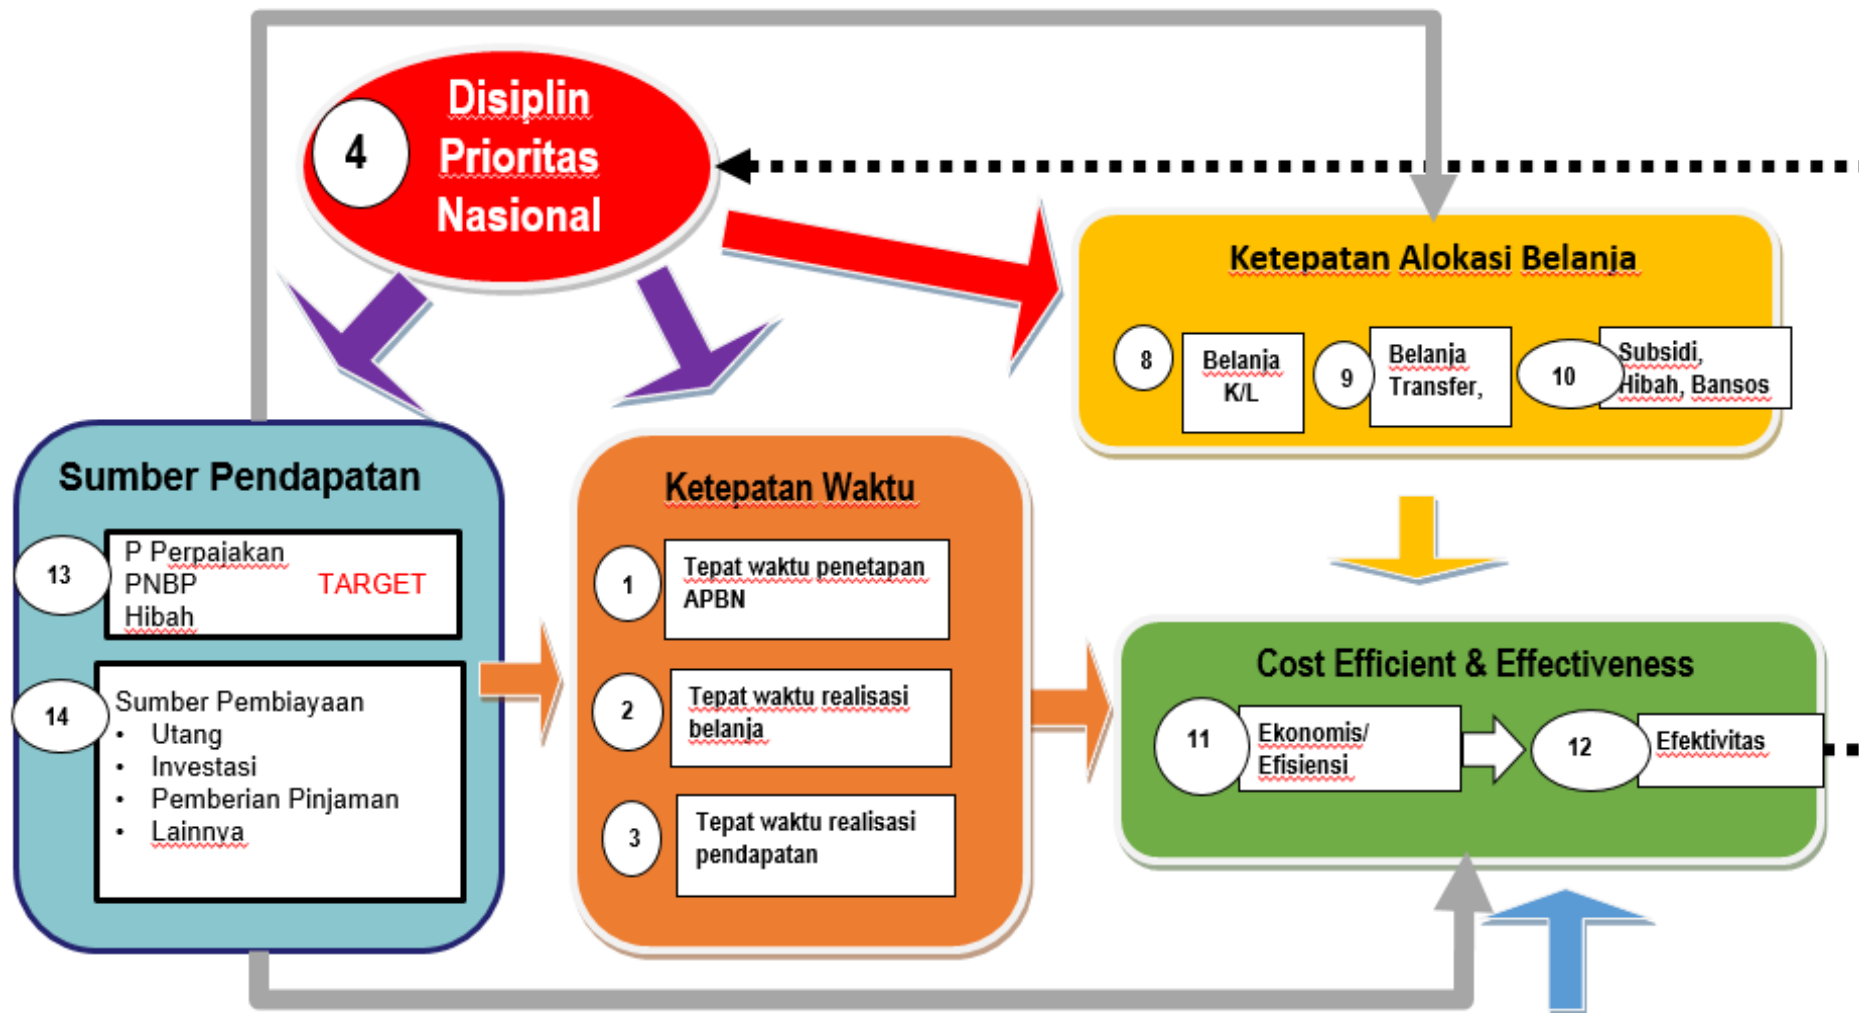 4
Disiplin
Prioritas
Nasional
Ketepatan Alokasi Belanja
8
Belanja
K/L
9
Belanja
Transfer,
10
Subsidi,
Hibah, Bansos
Sumber Pendapatan
13
P Perpajakan
PNBP TARGET
Hibah
14
Sumber Pembiayaan
• Utang
• Investasi
• Pemberian Pinjaman
• Lainnya
Ketepatan Waktu
1
Tepat waktu penetapan
APBN
2
Tepat waktu realisasi
belanja
3
Tepat waktu realisasi
pendapatan
Cost Efficient & Effectiveness
11
Ekonomis/
Efisiensi
12
Efektivitas